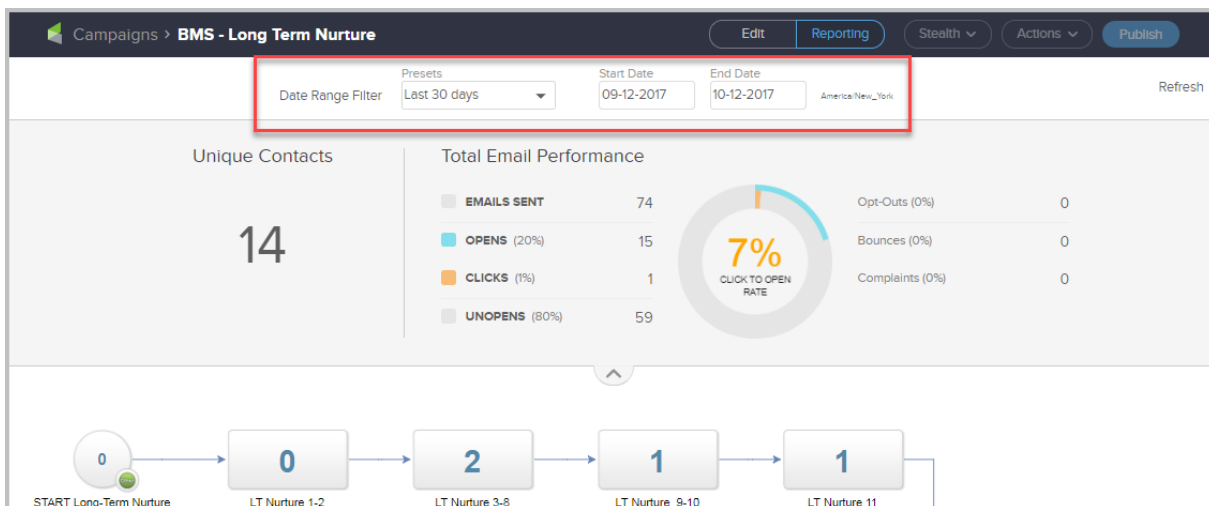 Campaigns > BMS - Long Term Nurture Edit Reporting Stealth Actions Publish
Presets Start Date End Date
Date Range Filter Last 30 days 09-12-2017 10-12-2017 America/New_York Refresh
Unique Contacts Total Email Performance
EMAILS SENT 74 Opt-Outs (0%) 0
14 OPENS (20%) 15 7% Bounces (0%) 0
CLICKS (1%) 1 CLICK TO OPEN Complaints (0%) 0
RATE
UNOPENS (80%) 59
0 0 2 1 1
START Long-Term Nurture LT Nurture 1-2 LT Nurture 3-8 LT Nurture 9-10 LT Nurture 11